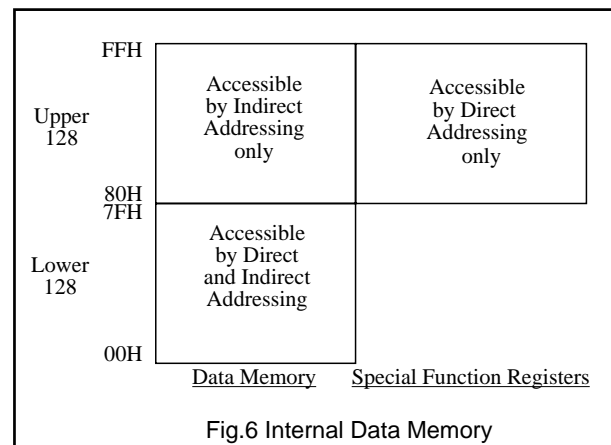 FFH
Upper
128
80H
7FH
Lower
128
00H
Accessible
by Indirect
Addressing
only
Accessible
by Direct
Addressing
only
Accessible
by Direct
and Indirect
Addressing
Data Memory
Special Function Registers
Fig.6 Internal Data Memory